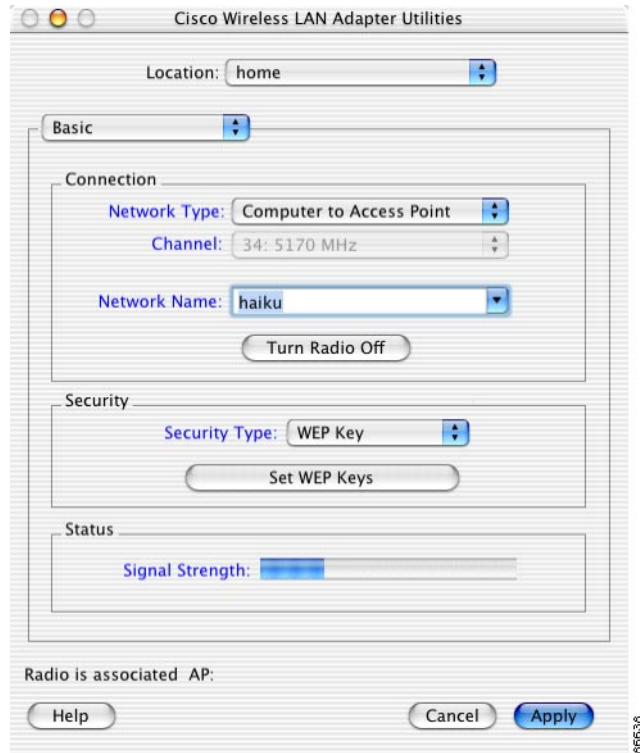 Cisco Wireless LAN Adapter Utilities
Location: home
Basic
Connection
Network Type: Computer to Access Point
Channel: 34: 5170 MHz
Network Name: haiku
Turn Radio Off
Security
Security Type: WEP Key
Set WEP Keys
Status
Signal Strength:
Radio is associated AP:
Help Cancel Apply
86638